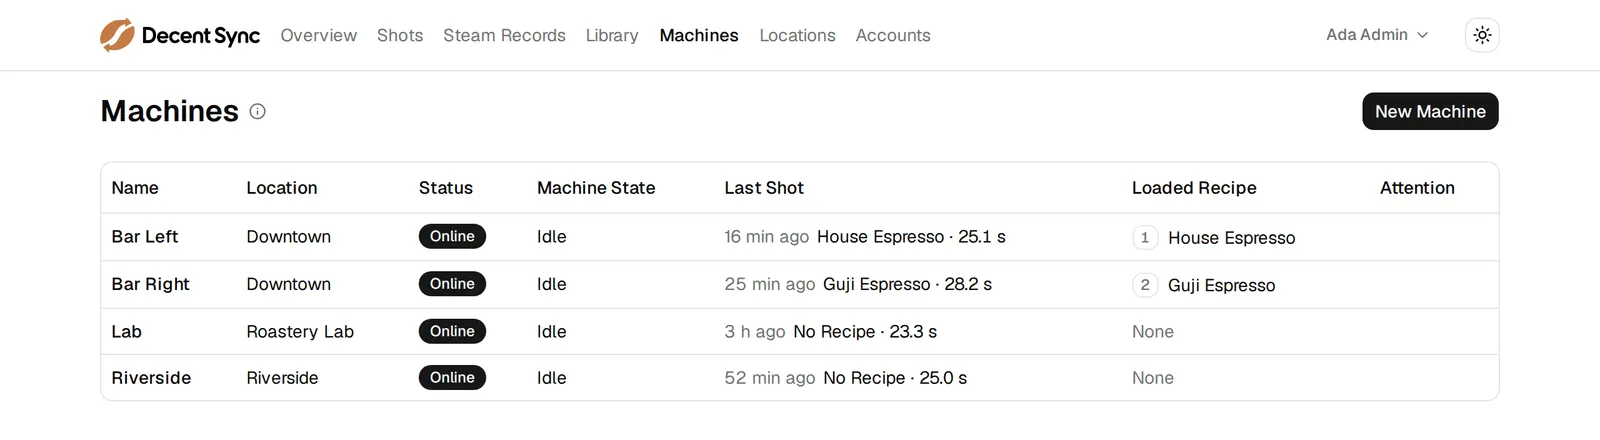 Decent Sync Overview Shots Steam Records Library Machines Locations Accounts Ada Admin
Machines New Machine
Name Location Status Machine State Last Shot Loaded Recipe Attention
Bar Left Downtown Online Idle 16 min ago House Espresso · 25.1 s 1 House Espresso
Bar Right Downtown Online Idle 25 min ago Guji Espresso · 28.2 s 2 Guji Espresso
Lab Roastery Lab Online Idle 3 h ago No Recipe · 23.3 s None
Riverside Riverside Online Idle 52 min ago No Recipe · 25.0 s None